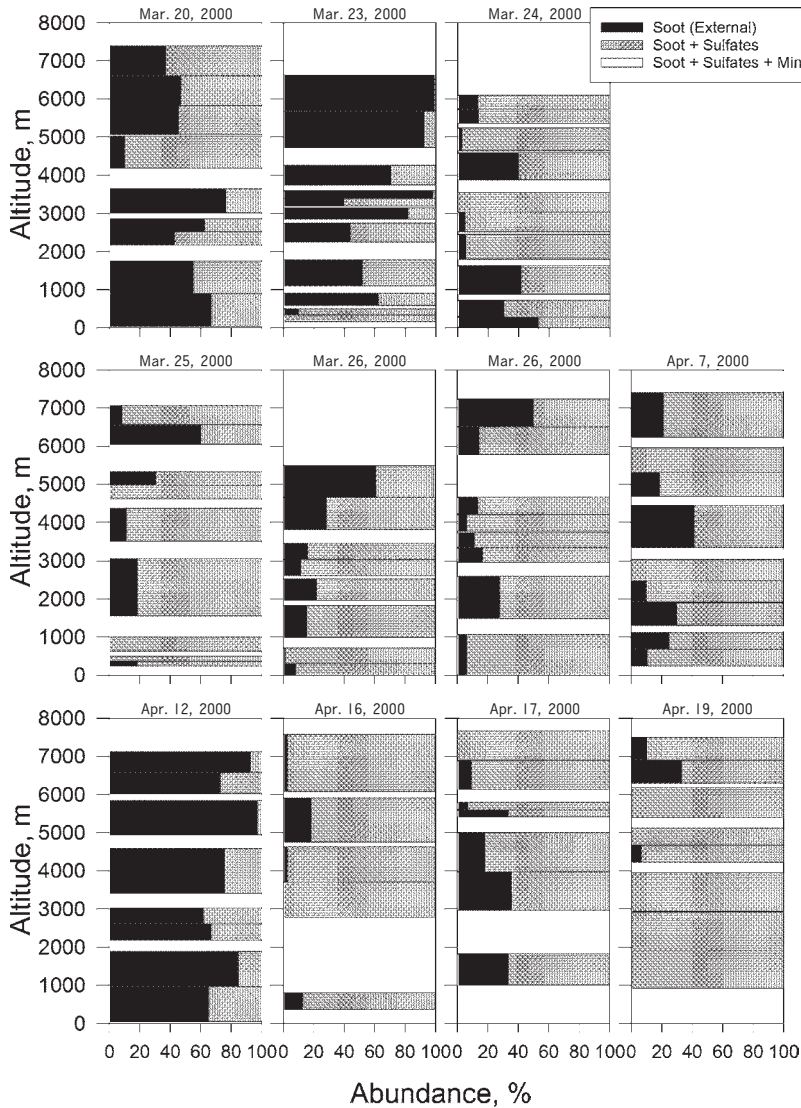 Mar. 20, 2000
Mar. 23, 2000
Mar. 24, 2000
Soot (External)
Soot + Sulfates
Soot + Sulfates + Min
8000
7000
6000
5000
4000
3000
2000
1000
0
Altitude, m
Mar. 25, 2000
Mar. 26, 2000
Mar. 26, 2000
Apr. 7, 2000
8000
7000
6000
5000
4000
3000
2000
1000
0
Altitude, m
Apr. 12, 2000
Apr. 16, 2000
Apr. 17, 2000
Apr. 19, 2000
8000
7000
6000
5000
4000
3000
2000
1000
0
Altitude, m
0 20 40 60 80 1000 20 40 60 80 1000 20 40 60 80 1000 20 40 60 80 100
Abundance, %